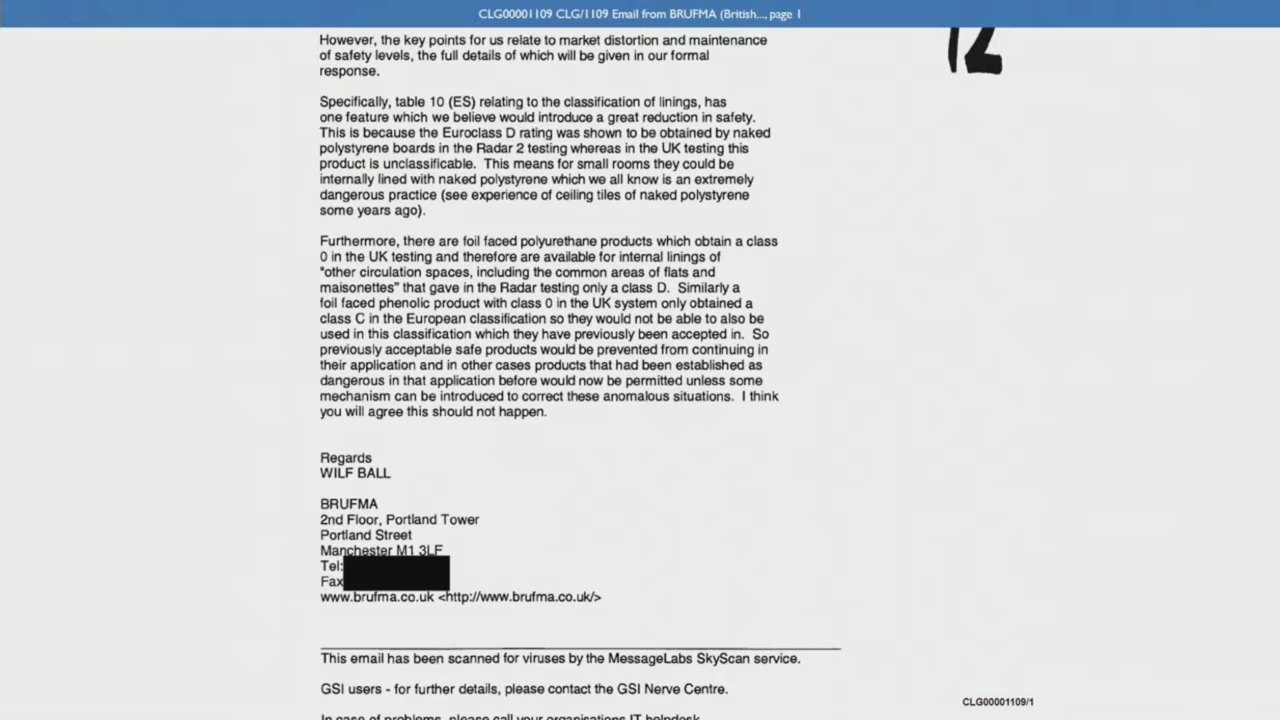 CLG00001109 CLG/1109 Email from BRUFMA (British..., page 1
12
However, the key points for us relate to market distortion and maintenance
of safety levels, the full details of which will be given in our formal
response.
Specifically, table 10 (ES) relating to the classification of linings, has
one feature which we believe would introduce a great reduction in safety.
This is because the Euroclass D rating was shown to be obtained by naked
polystyrene boards in the Radar 2 testing whereas in the UK testing this
product is unclassifiable.  This means for small rooms they could be
internally lined with naked polystyrene which we all know is an extremely
dangerous practice (see experience of ceiling tiles of naked polystyrene
some years ago).
Furthermore, there are foil faced polyurethane products which obtain a class
0 in the UK testing and therefore are available for internal linings of
"other circulation spaces, including the common areas of flats and
maisonettes" that gave in the Radar testing only a class D.  Similarly a
foil faced phenolic product with class 0 in the UK system only obtained a
class C in the European classification so they would not be able to also be
used in this classification which they have previously been accepted in.  So
previously acceptable safe products would be prevented from continuing in
their application and in other cases products that had been established as
dangerous in that application before would now be permitted unless some
mechanism can be introduced to correct these anomalous situations.  I think
you will agree this should not happen.
Regards
WILF BALL
BRUFMA
2nd Floor, Portland Tower
Portland Street
Manchester M1 3LF
Tel:
Fax
www.brufma.co.uk <http://www.brufma.co.uk/>
This email has been scanned for viruses by the MessageLabs SkyScan service.
GSI users - for further details, please contact the GSI Nerve Centre.
CLG00001109/1
In case of problems, please call your organisations IT helpdesk